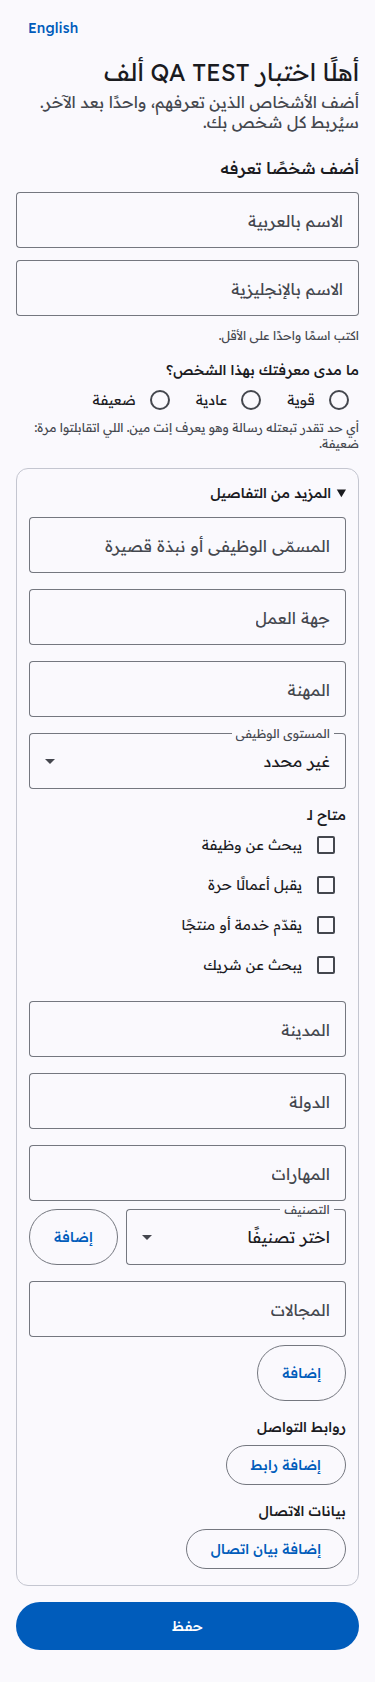 English
أهلًا اختبار QA TEST ألف
أضف الأشخاص الذين تعرفهم، واحدًا بعد الآخر.
سيُربط كل شخص بك.
أضف شخصًا تعرفه
الاسم بالعربية
الاسم بالإنجليزية
اكتب اسمًا واحدًا على الأقل.
ما مدى معرفتك بهذا الشخص؟
قوية
عادية
ضعيفة
أي حد تقدر تبعتله رسالة وهو يعرف إنت مين. اللي اتقابلتوا مرة:
ضعيفة.
المزيد من التفاصيل
المسمّى الوظيفي أو نبذة قصيرة
جهة العمل
المهنة
المستوى الوظيفي
غير محدد
متاح لـ
يبحث عن وظيفة
يقبل أعمالًا حرة
يقدّم خدمة أو منتجًا
يبحث عن شريك
المدينة
الدولة
المهارات
التصنيف
اختر تصنيفًا
إضافة
المجالات
إضافة
روابط التواصل
إضافة رابط
بيانات الاتصال
إضافة بيان اتصال
حفظ